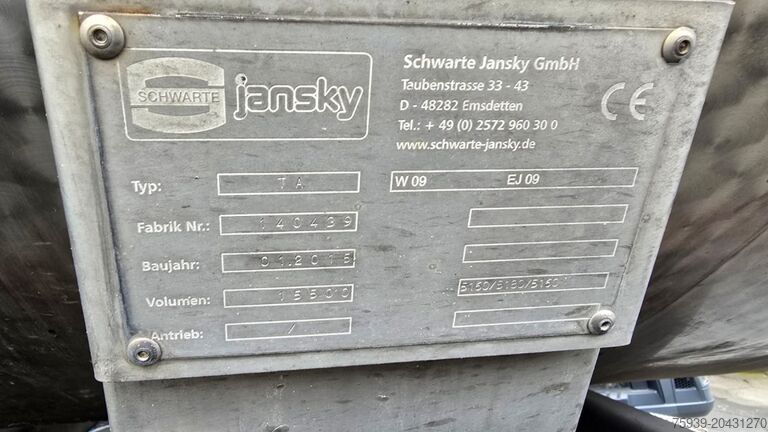 SCHWARTE
jansky
Schwarte Jansky GmbH
Taubenstrasse 33 - 43
D - 48282 Emsdetten
Tel.: + 49 (0) 2572 960 30 0
www.schwarte-jansky.de
CE
Typ: TA
W 09 EJ 09
Fabrik Nr.: 140439
Baujahr: 01.2015
Volumen: 15500
5150/5180/5150
Antrieb: /
75939-20431270